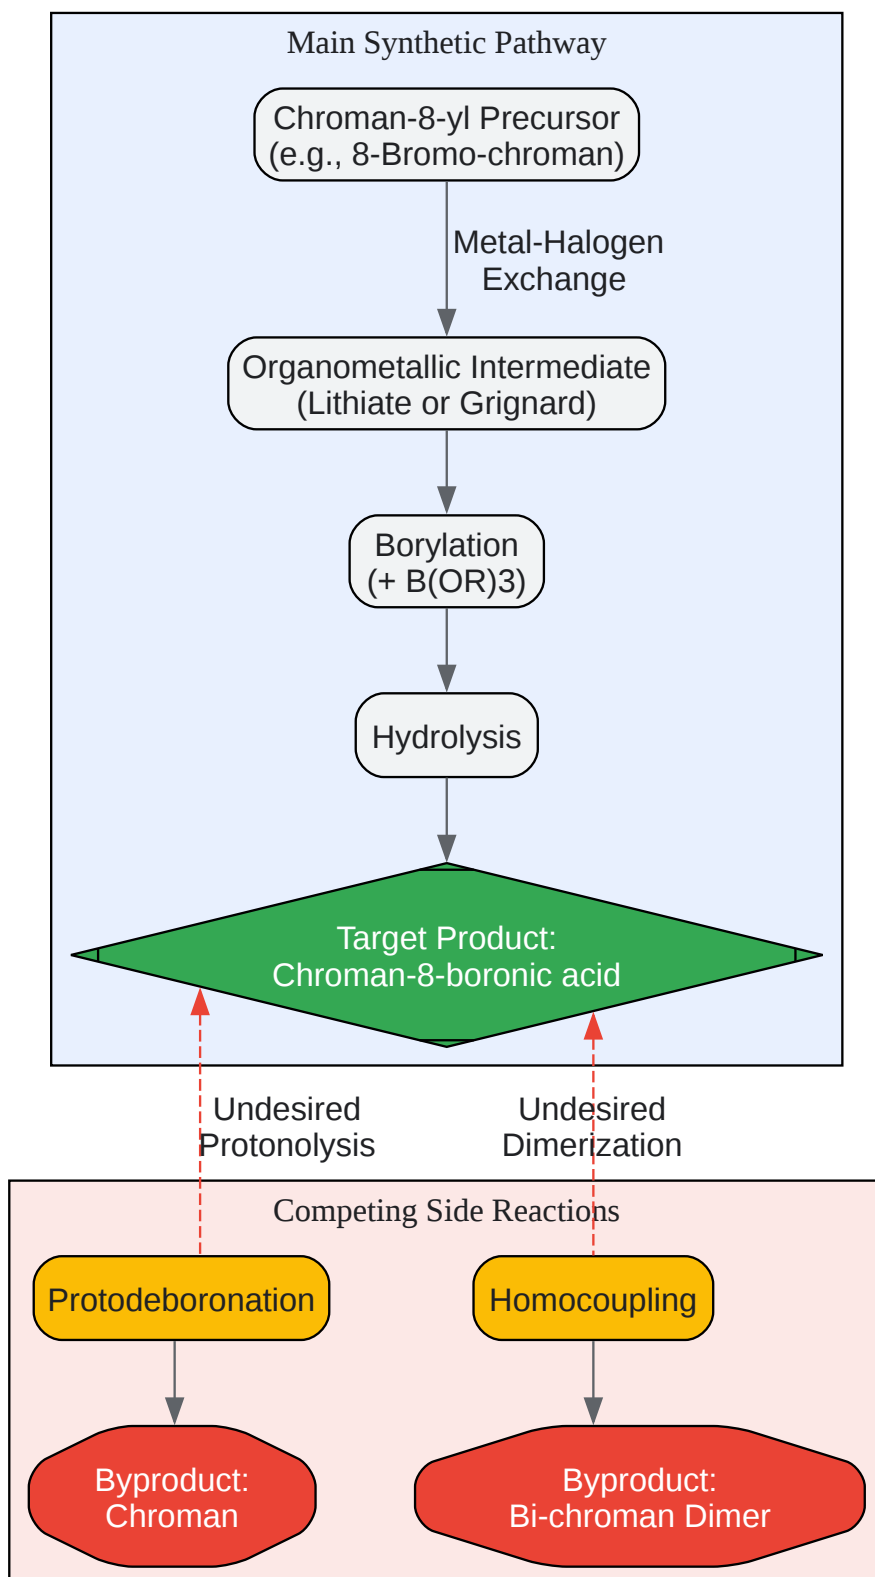 Main Synthetic Pathway
Chroman-8-yl Precursor
(e.g., 8-Bromo-chroman)
Metal-Halogen
Exchange
Organometallic Intermediate
(Lithiate or Grignard)
Borylation
(+ B(OR)3)
Hydrolysis
Target Product:
Chroman-8-boronic acid
Undesired
Protonolysis
Undesired
Dimerization
Competing Side Reactions
Protodeboronation
Homocoupling
Byproduct:
Chroman
Byproduct:
Bi-chroman Dimer